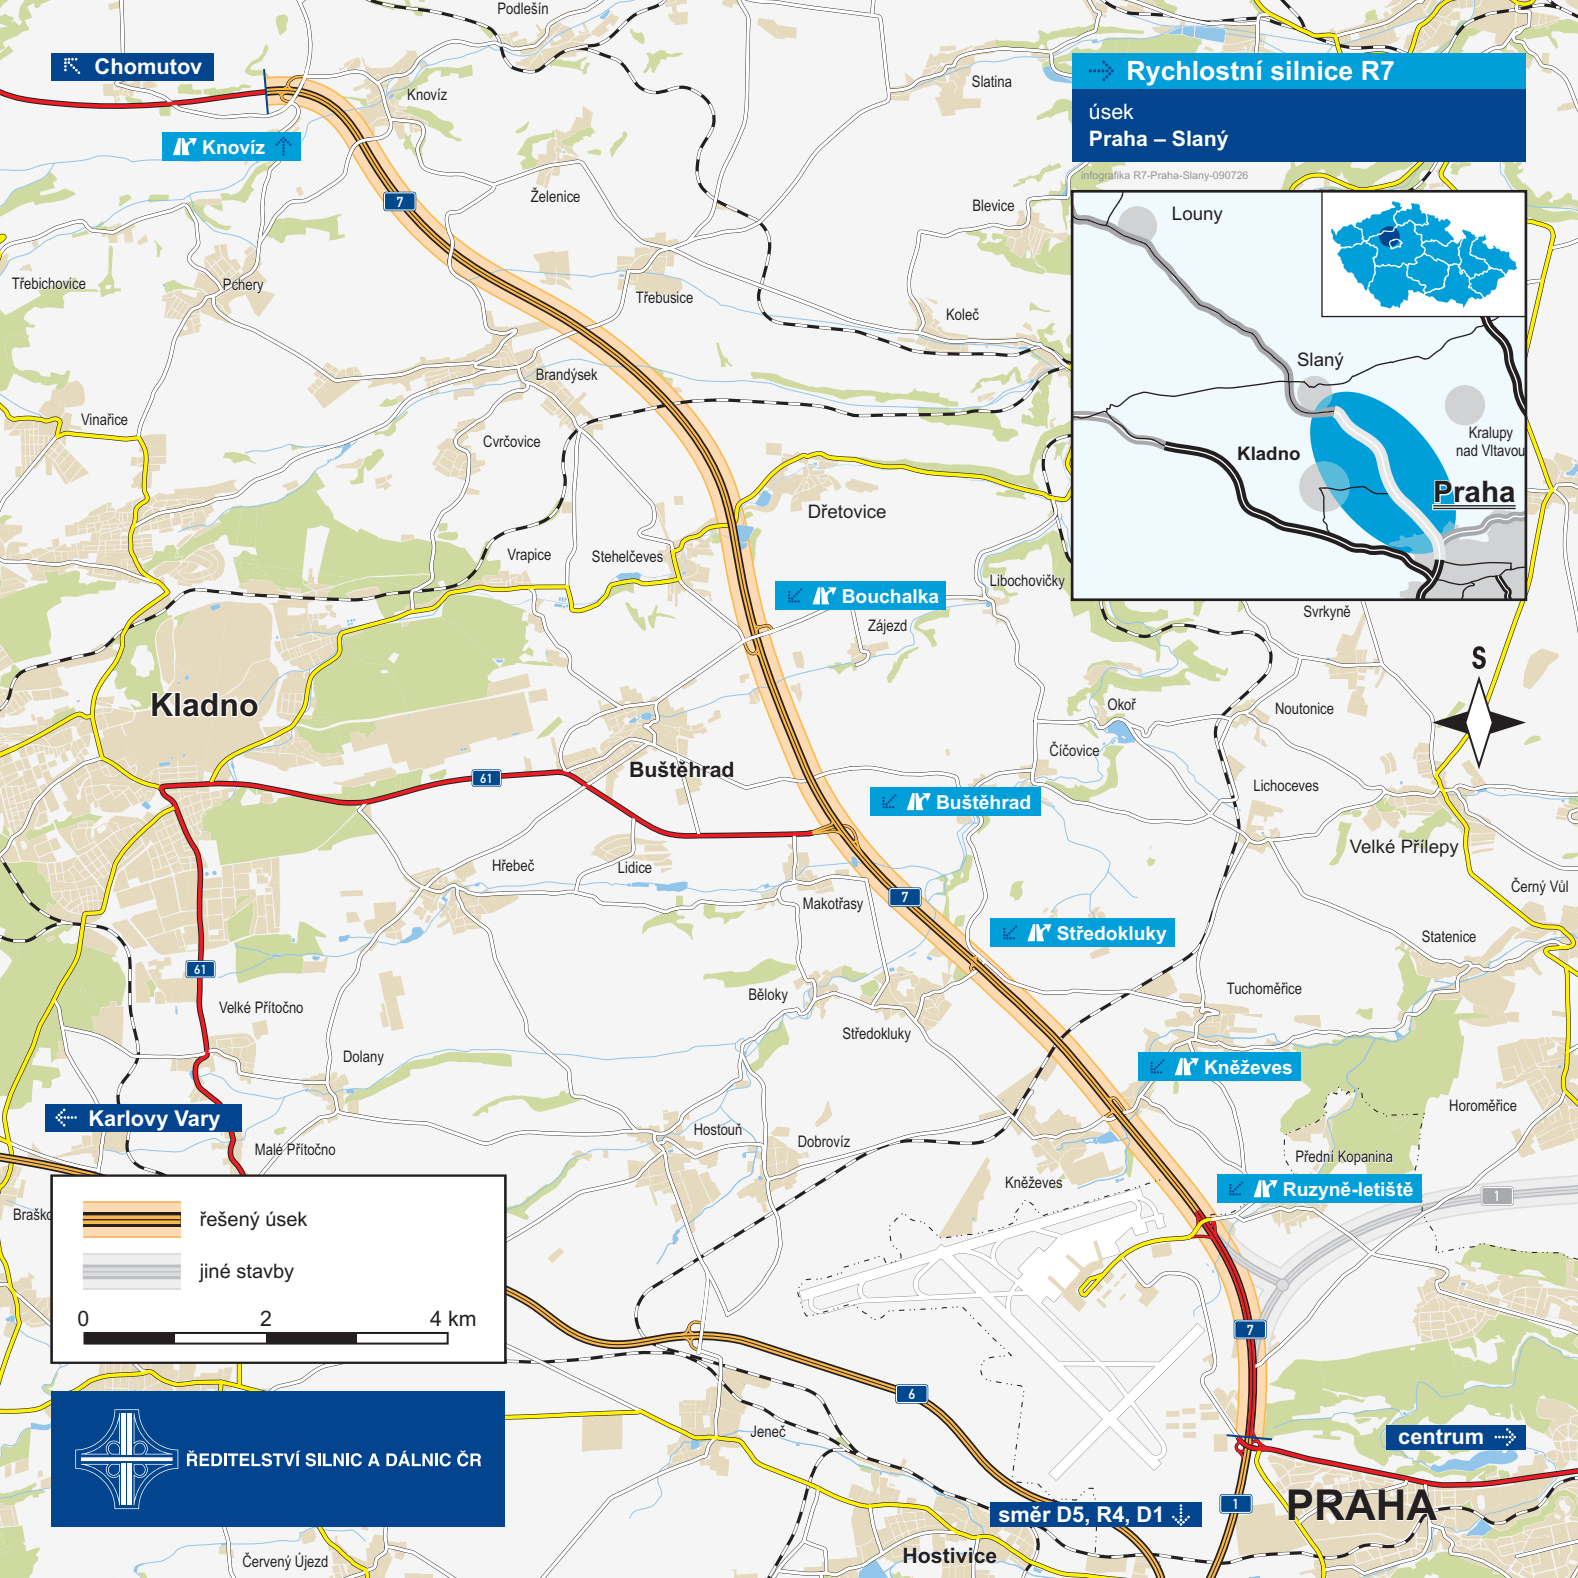 Podlešín
Chomutov
Knovíz
Slatina
Rychlostní silnice R7
úsek
Praha – Slaný
infografika R7-Praha-Slany-090726
Knovíz
7
Želenice
Blevice
Louny
Třebichovice
Pchery
Třebusice
Koleč
Slaný
Brandýsek
Vinařice
Cvrčovice
Kralupy
nad Vltavou
Kladno
Praha
Dřetovice
Vrapice
Stehelčeves
Libochovičky
Bouchalka
Svrkyně
Zájezd
S
Kladno
Okoř
Noutonice
Číčovice
Buštěhrad
61
Lichoceves
Buštěhrad
Velké Přílepy
Hřebeč
Lidice
Černý Vůl
7
Makotřasy
Středokluky
Statenice
61
Tuchoměřice
Běloky
Velké Přítočno
Středokluky
Dolany
Kněževes
Horoměřice
Karlovy Vary
Hostouň
Dobrovíz
Malé Přítočno
Přední Kopanina
Kněževes
Ruzyně-letiště
1
Braško
řešený úsek
jiné stavby
0
2
4 km
7
6
Jeneč
centrum
ŘEDITELSTVÍ SILNIC A DÁLNIC ČR
1
PRAHA
směr D5, R4, D1
Hostivice
Červený Újezd